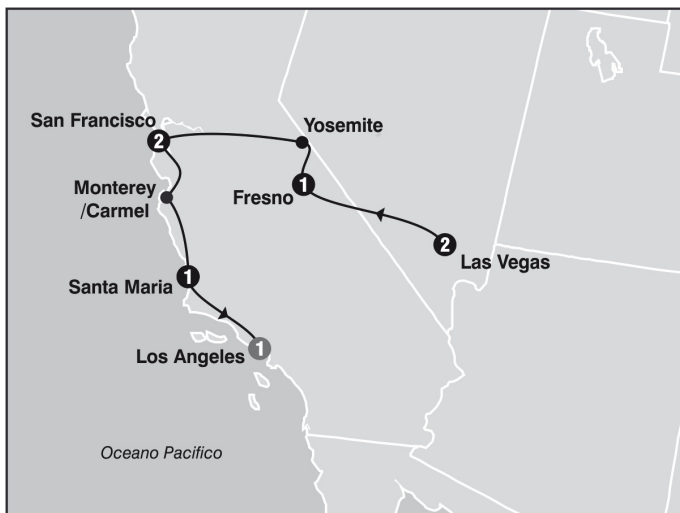 San Francisco
2
Yosemite
Monterey
/Carmel
Fresno
1
2
Las Vegas
Santa Maria
1
Los Angeles
1
Oceano Pacifico